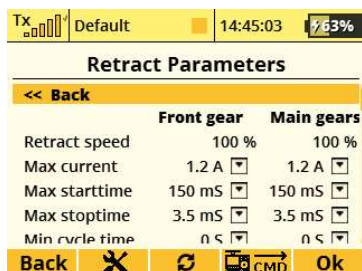 Tx Default 14:45:03 63%
Retract Parameters
<< Back
Front gear Main gears
Retract speed 100 % 100 %
Max current 1.2 A 1.2 A
Max starttime 150 mS 150 mS
Max stoptime 3.5 mS 3.5 mS
Min cycle time 0 S 0 S
Back CMD Ok